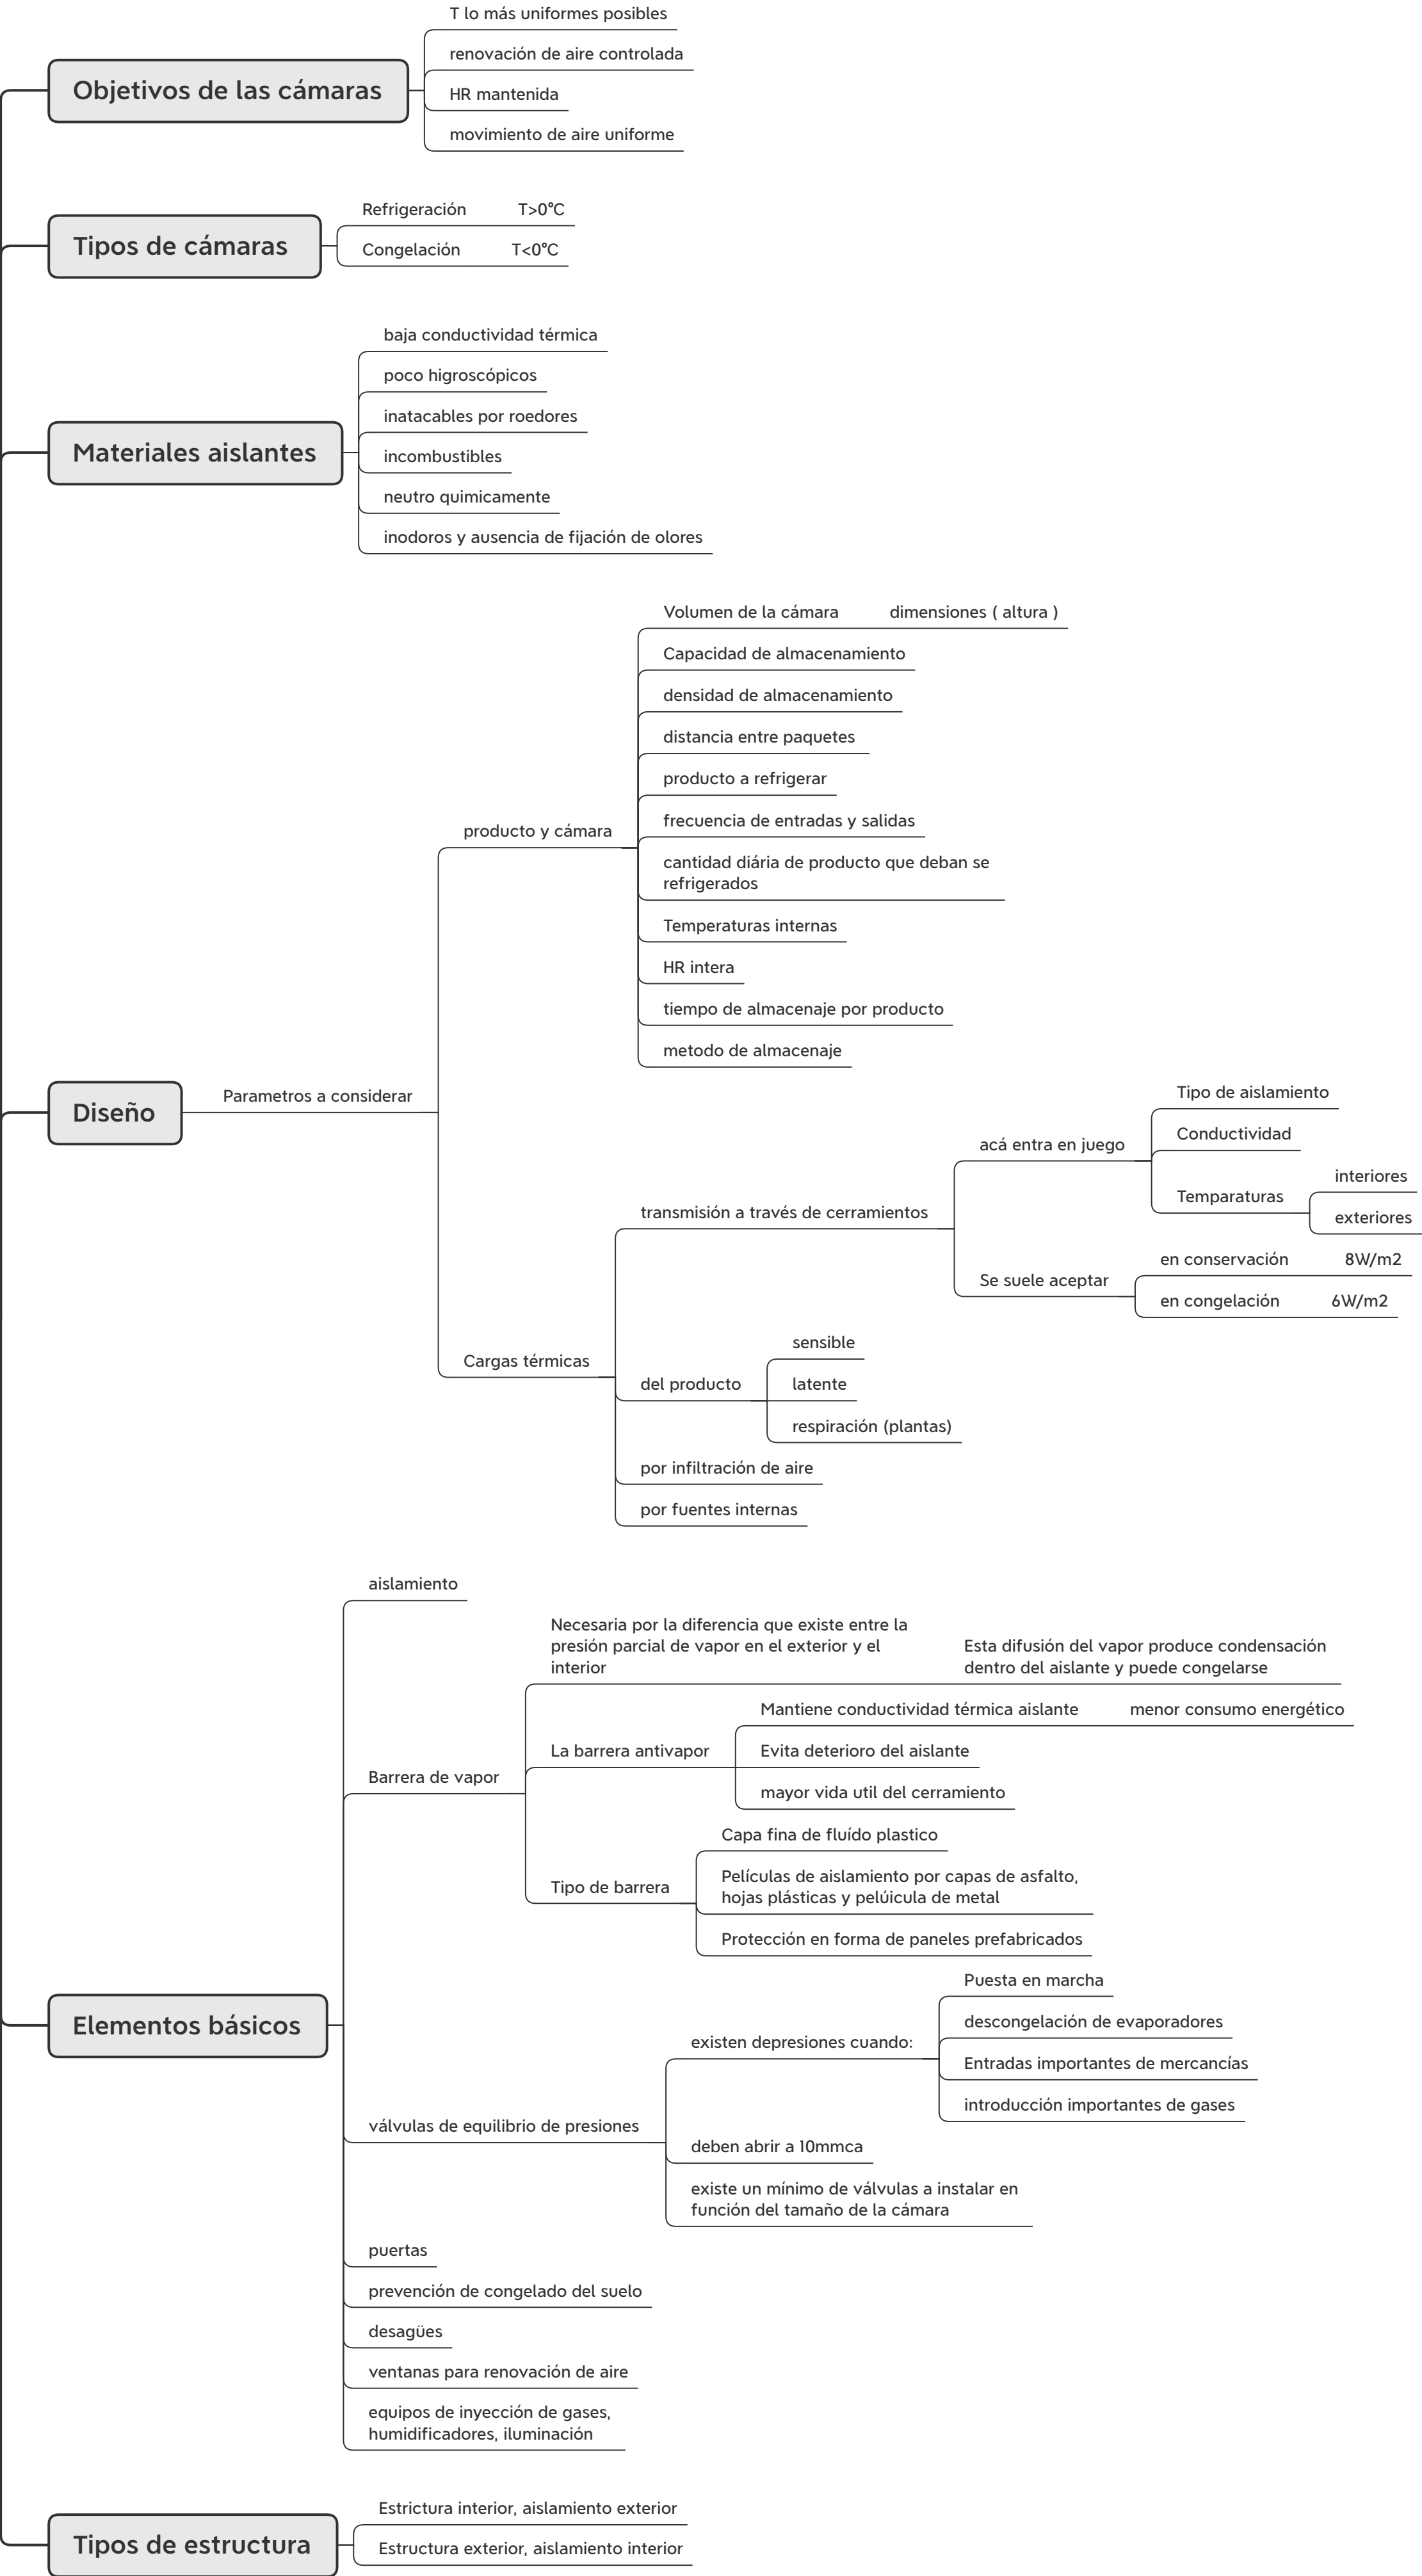 Objetivos de las cámaras
T lo más uniformes posibles
renovación de aire controlada
HR mantenida
movimiento de aire uniforme
Tipos de cámaras
Refrigeración T>0°C
Congelación T<0°C
Materiales aislantes
baja conductividad térmica
poco higroscópicos
inatacables por roedores
incombustibles
neutro quimicamente
inodoros y ausencia de fijación de olores
Diseño
Parametros a considerar
producto y cámara
Volumen de la cámara dimensiones ( altura )
Capacidad de almacenamiento
densidad de almacenamiento
distancia entre paquetes
producto a refrigerar
frecuencia de entradas y salidas
cantidad diária de producto que deban se
refrigerados
Temperaturas internas
HR intera
tiempo de almacenaje por producto
metodo de almacenaje
Cargas térmicas
transmisión a través de cerramientos
acá entra en juego
Tipo de aislamiento
Conductividad
Temparaturas
interiores
exteriores
Se suele aceptar
en conservación 8W/m2
en congelación 6W/m2
del producto
sensible
latente
respiración (plantas)
por infiltración de aire
por fuentes internas
Elementos básicos
aislamiento
Barrera de vapor
Necesaria por la diferencia que existe entre la
presión parcial de vapor en el exterior y el
interior
Esta difusión del vapor produce condensación
dentro del aislante y puede congelarse
La barrera antivapor
Mantiene conductividad térmica aislante menor consumo energético
Evita deterioro del aislante
mayor vida util del cerramiento
Tipo de barrera
Capa fina de fluído plastico
Películas de aislamiento por capas de asfalto,
hojas plásticas y pelúicula de metal
Protección en forma de paneles prefabricados
válvulas de equilibrio de presiones
existen depresiones cuando:
Puesta en marcha
descongelación de evaporadores
Entradas importantes de mercancías
introducción importantes de gases
deben abrir a 10mmca
existe un mínimo de válvulas a instalar en
función del tamaño de la cámara
puertas
prevención de congelado del suelo
desagües
ventanas para renovación de aire
equipos de inyección de gases,
humidificadores, iluminación
Tipos de estructura
Estrictura interior, aislamiento exterior
Estructura exterior, aislamiento interior